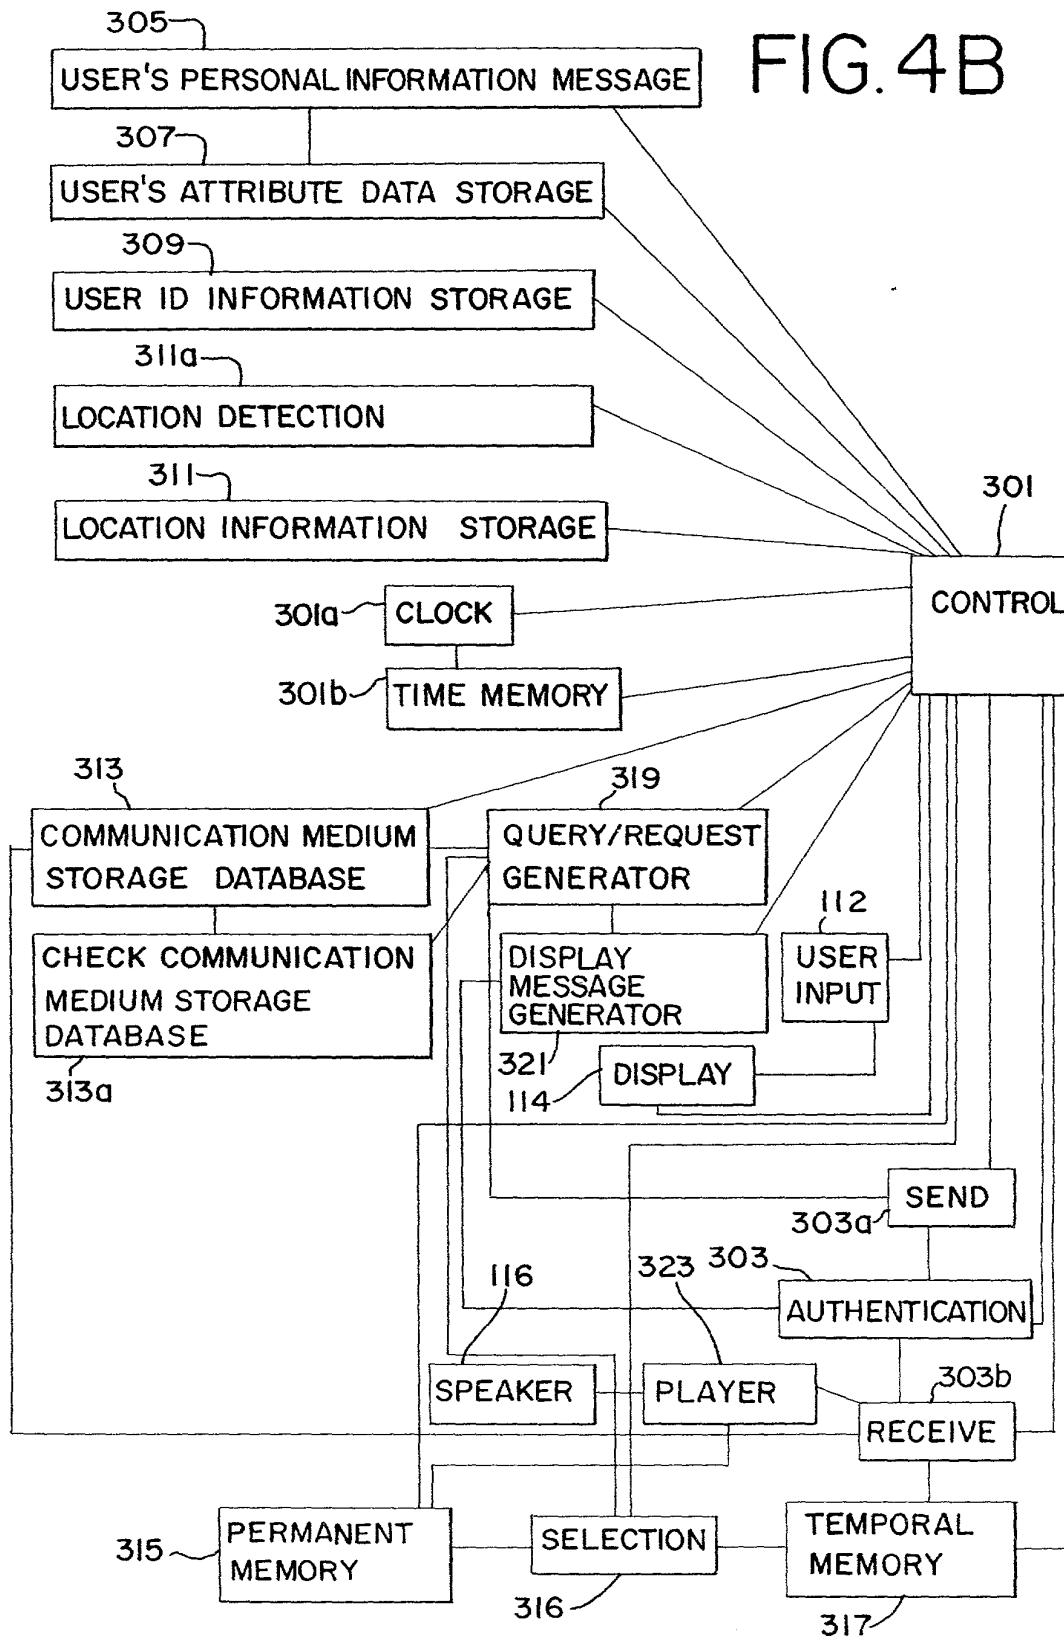 305
FIG. 4B
USER'S PERSONAL INFORMATION MESSAGE
307
USER'S ATTRIBUTE DATA STORAGE
309
USER ID INFORMATION STORAGE
311a
LOCATION DETECTION
311
301
LOCATION INFORMATION STORAGE
301a
CLOCK
CONTROL
301b
TIME MEMORY
313
319
COMMUNICATION MEDIUM
STORAGE DATABASE
QUERY/REQUEST
GENERATOR
112
CHECK COMMUNICATION
MEDIUM STORAGE
DATABASE
DISPLAY
MESSAGE
GENERATOR
USER
INPUT
313a
321
114
DISPLAY
SEND
303a
303
323
116
AUTHENTICATION
SPEAKER
PLAYER
303b
RECEIVE
315
PERMANENT
MEMORY
SELECTION
TEMPORAL
MEMORY
316
317